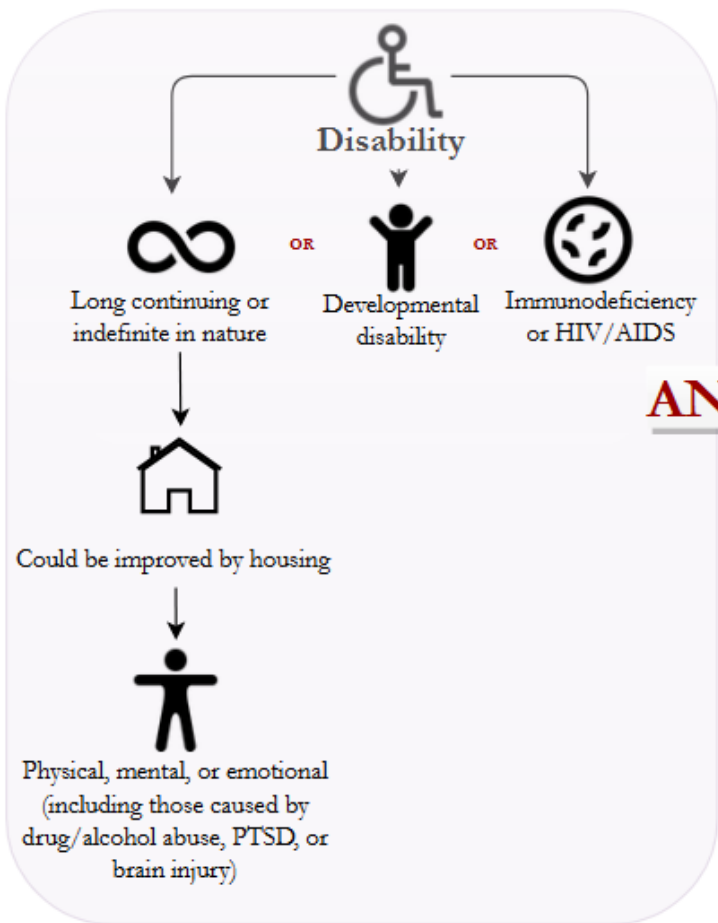 Disability
OR
OR
Long continuing or
indefinite in nature
Developmental
disability
Immunodeficiency
or HIV/AIDS
AN
Could be improved by housing
Physical, mental, or emotional
(including those caused by
drug/alcohol abuse, PTSD, or
brain injury)